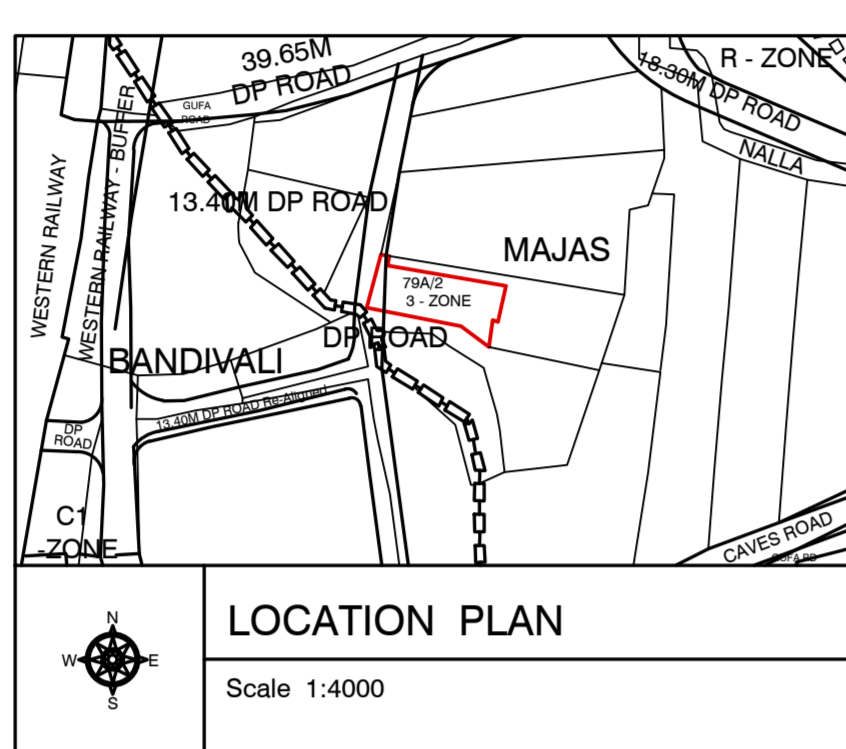 39.65M
DP ROAD
R - ZONE
18.30M DP ROAD
GUFA
ROAD
NALLA
WESTERN RAILWAY
WESTERN RAILWAY - BUFFER
13.40M DP ROAD
MAJAS
79A/2
3 - ZONE
DP ROAD
BANDIVALI
13.40M DP ROAD Re-Aligned
DP
ROAD
C1
-ZONE
CAVES ROAD
GUFA RD
N
W
E
S
LOCATION PLAN
Scale 1:4000